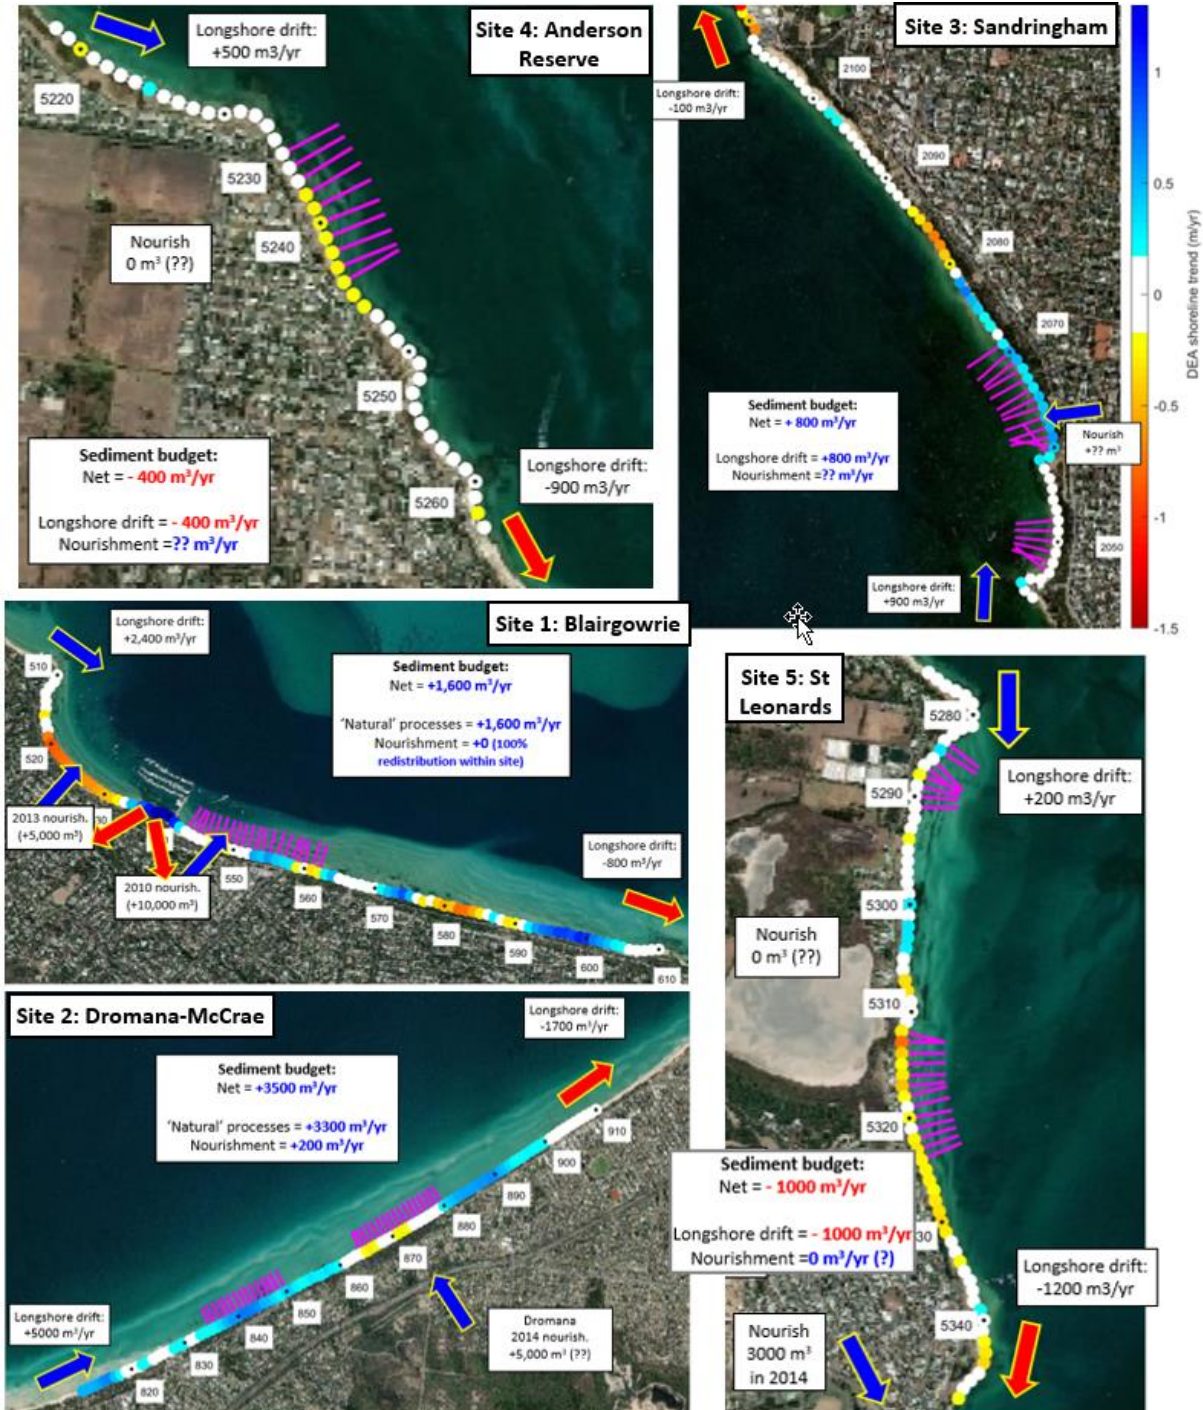 Site 4: Anderson
Reserve
Longshore drift:
+500 m3/yr
5220
5230
5240
5250
5260
Nourish
0 m³ (??)
Sediment budget:
Net = - 400 m³/yr
Longshore drift = - 400 m³/yr
Nourishment =?? m³/yr
Longshore drift:
-900 m3/yr
Site 3: Sandringham
Longshore drift:
-100 m3/yr
2100
2090
2080
2070
2050
Sediment budget:
Net = + 800 m³/yr
Longshore drift = +800 m³/yr
Nourishment =?? m³/yr
Nourish
+?? m³
Longshore drift:
+900 m3/yr
1
0.5
0
-0.5
-1
-1.5
DEA shoreline trend (m/yr)
Site 1: Blairgowrie
Longshore drift:
+2,400 m³/yr
Sediment budget:
Net = +1,600 m³/yr
'Natural' processes = +1,600 m³/yr
Nourishment = +0 (100%
redistribution within site)
510
520
30
2013 nourish.
(+5,000 m³)
2010 nourish.
(+10,000 m³)
550
560
570
580
590
600
610
Longshore drift:
-800 m³/yr
Site 2: Dromana-McCrae
Longshore drift:
-1700 m³/yr
Sediment budget:
Net = +3500 m³/yr
'Natural' processes = +3300 m³/yr
Nourishment = +200 m³/yr
910
900
890
880
870
860
850
840
830
820
Longshore drift:
+5000 m³/yr
Dromana
2014 nourish.
+5,000 m³ (??)
Site 5: St
Leonards
5280
5290
5300
5310
5320
30
5340
Longshore drift:
+200 m3/yr
Nourish
0 m³ (??)
Sediment budget:
Net = - 1000 m³/yr
Longshore drift = - 1000 m³/yr
Nourishment =0 m³/yr (?)
Longshore drift:
-1200 m3/yr
Nourish
3000 m³
in 2014